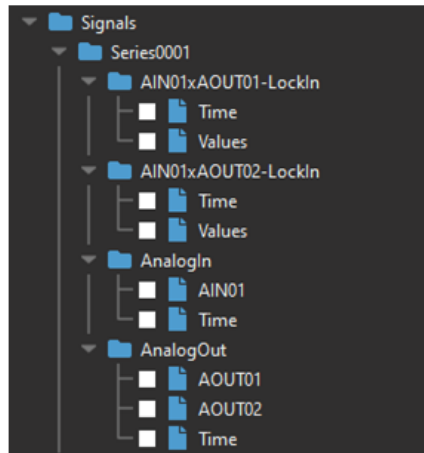 Signals
Series0001
AIN01xAOUT01-LockIn
Time
Values
AIN01xAOUT02-LockIn
Time
Values
AnalogIn
AIN01
Time
AnalogOut
AOUT01
AOUT02
Time